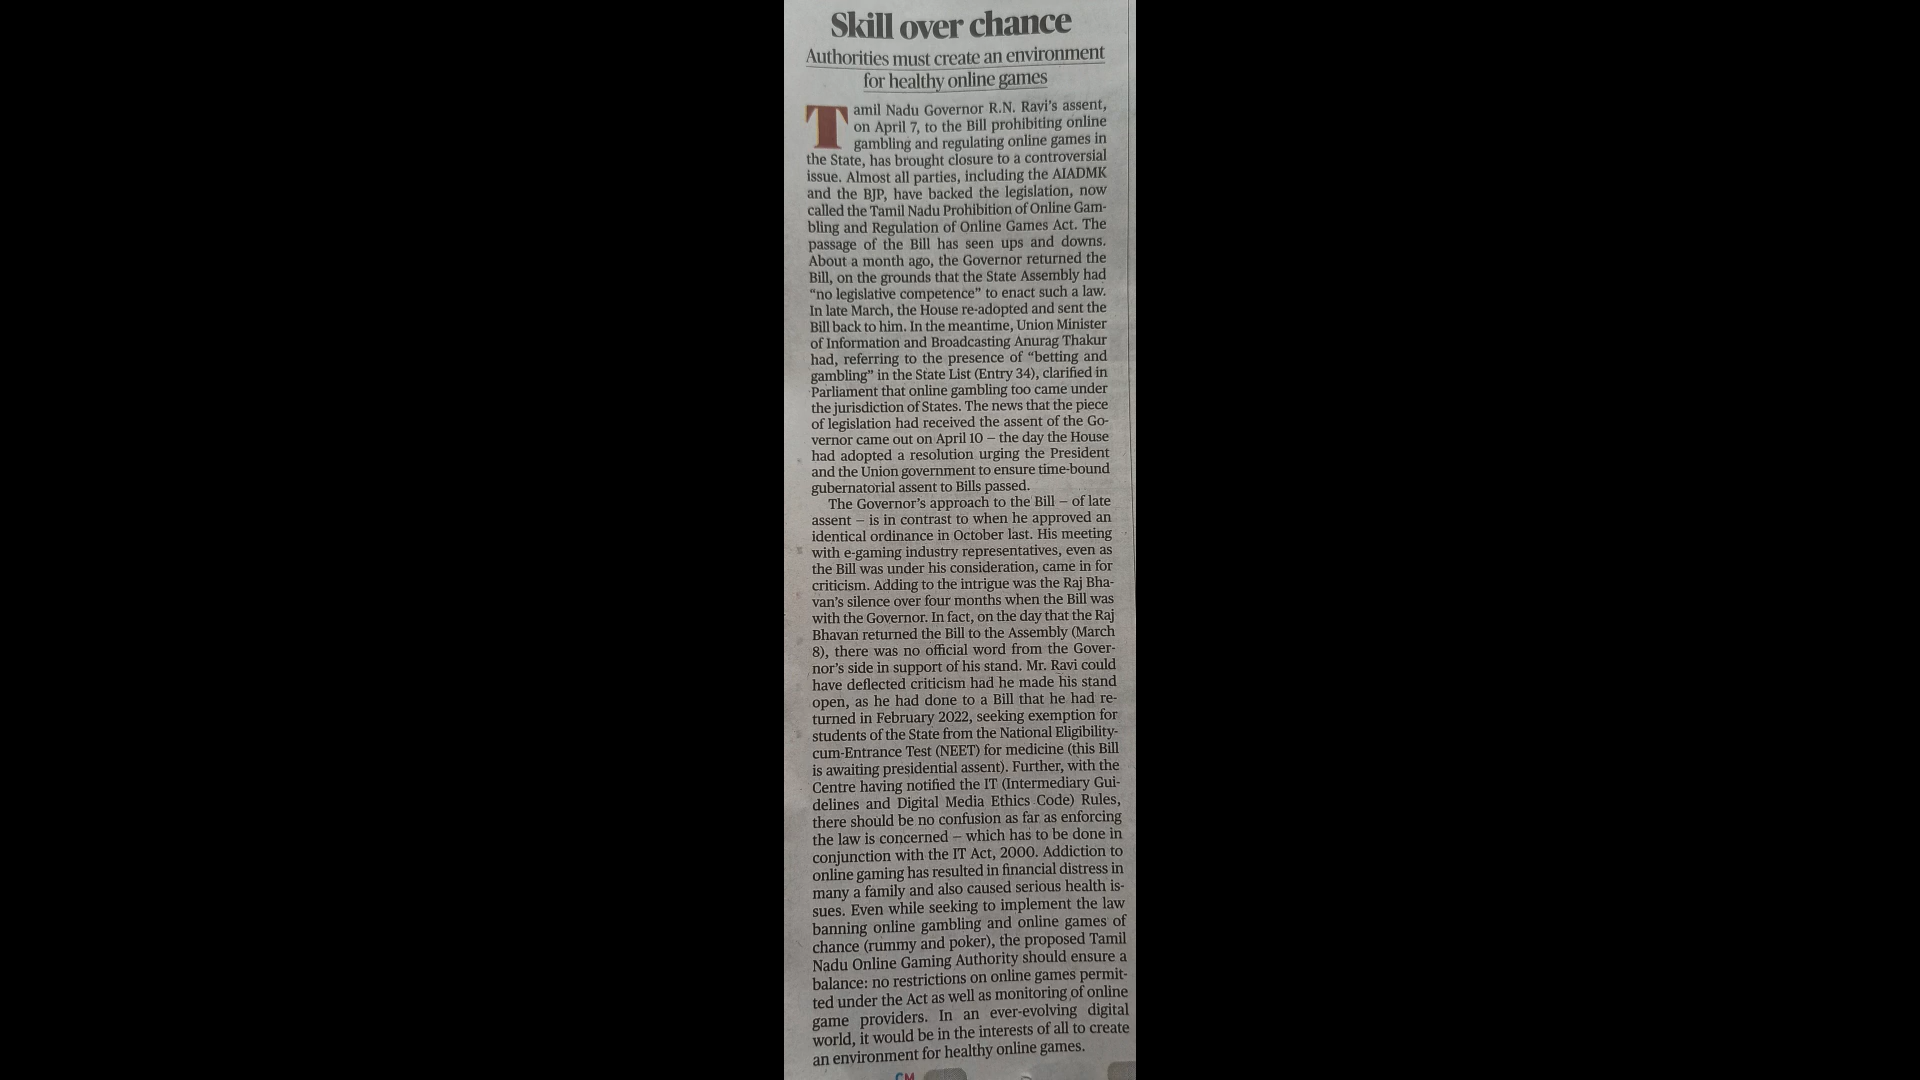 Skill over chance
Authorities must create an environment
for healthy online games
Tamil Nadu Governor R.N. Ravi's assent,
on April 7, to the Bill prohibiting online
gambling and regulating online games in
the State, has brought closure to a controversial
issue. Almost all parties, including the AIADMK
and the BJP, have backed the legislation, now
called the Tamil Nadu Prohibition of Online Gam-
bling and Regulation of Online Games Act. The
passage of the Bill has seen ups and downs.
About a month ago, the Governor returned the
Bill, on the grounds that the State Assembly had
“no legislative competence” to enact such a law.
In late March, the House re-adopted and sent the
Bill back to him. In the meantime, Union Minister
of Information and Broadcasting Anurag Thakur
had, referring to the presence of “betting and
gambling” in the State List (Entry 34), clarified in
Parliament that online gambling too came under
the jurisdiction of States. The news that the piece
of legislation had received the assent of the Go-
vernor came out on April 10 – the day the House
had adopted a resolution urging the President
and the Union government to ensure time-bound
gubernatorial assent to Bills passed.
The Governor's approach to the Bill – of late
assent – is in contrast to when he approved an
identical ordinance in October last. His meeting
with e-gaming industry representatives, even as
the Bill was under his consideration, came in for
criticism. Adding to the intrigue was the Raj Bha-
van's silence over four months when the Bill was
with the Governor. In fact, on the day that the Raj
Bhavan returned the Bill to the Assembly (March
8), there was no official word from the Gover-
nor's side in support of his stand. Mr. Ravi could
have deflected criticism had he made his stand
open, as he had done to a Bill that he had re-
turned in February 2022, seeking exemption for
students of the State from the National Eligibility-
cum-Entrance Test (NEET) for medicine (this Bill
is awaiting presidential assent). Further, with the
Centre having notified the IT (Intermediary Gui-
delines and Digital Media Ethics Code) Rules,
there should be no confusion as far as enforcing
the law is concerned – which has to be done in
conjunction with the IT Act, 2000. Addiction to
online gaming has resulted in financial distress in
many a family and also caused serious health is-
sues. Even while seeking to implement the law
banning online gambling and online games of
chance (rummy and poker), the proposed Tamil
Nadu Online Gaming Authority should ensure a
balance: no restrictions on online games permit-
ted under the Act as well as monitoring of online
game providers. In an ever-evolving digital
world, it would be in the interests of all to create
an environment for healthy online games.
CM